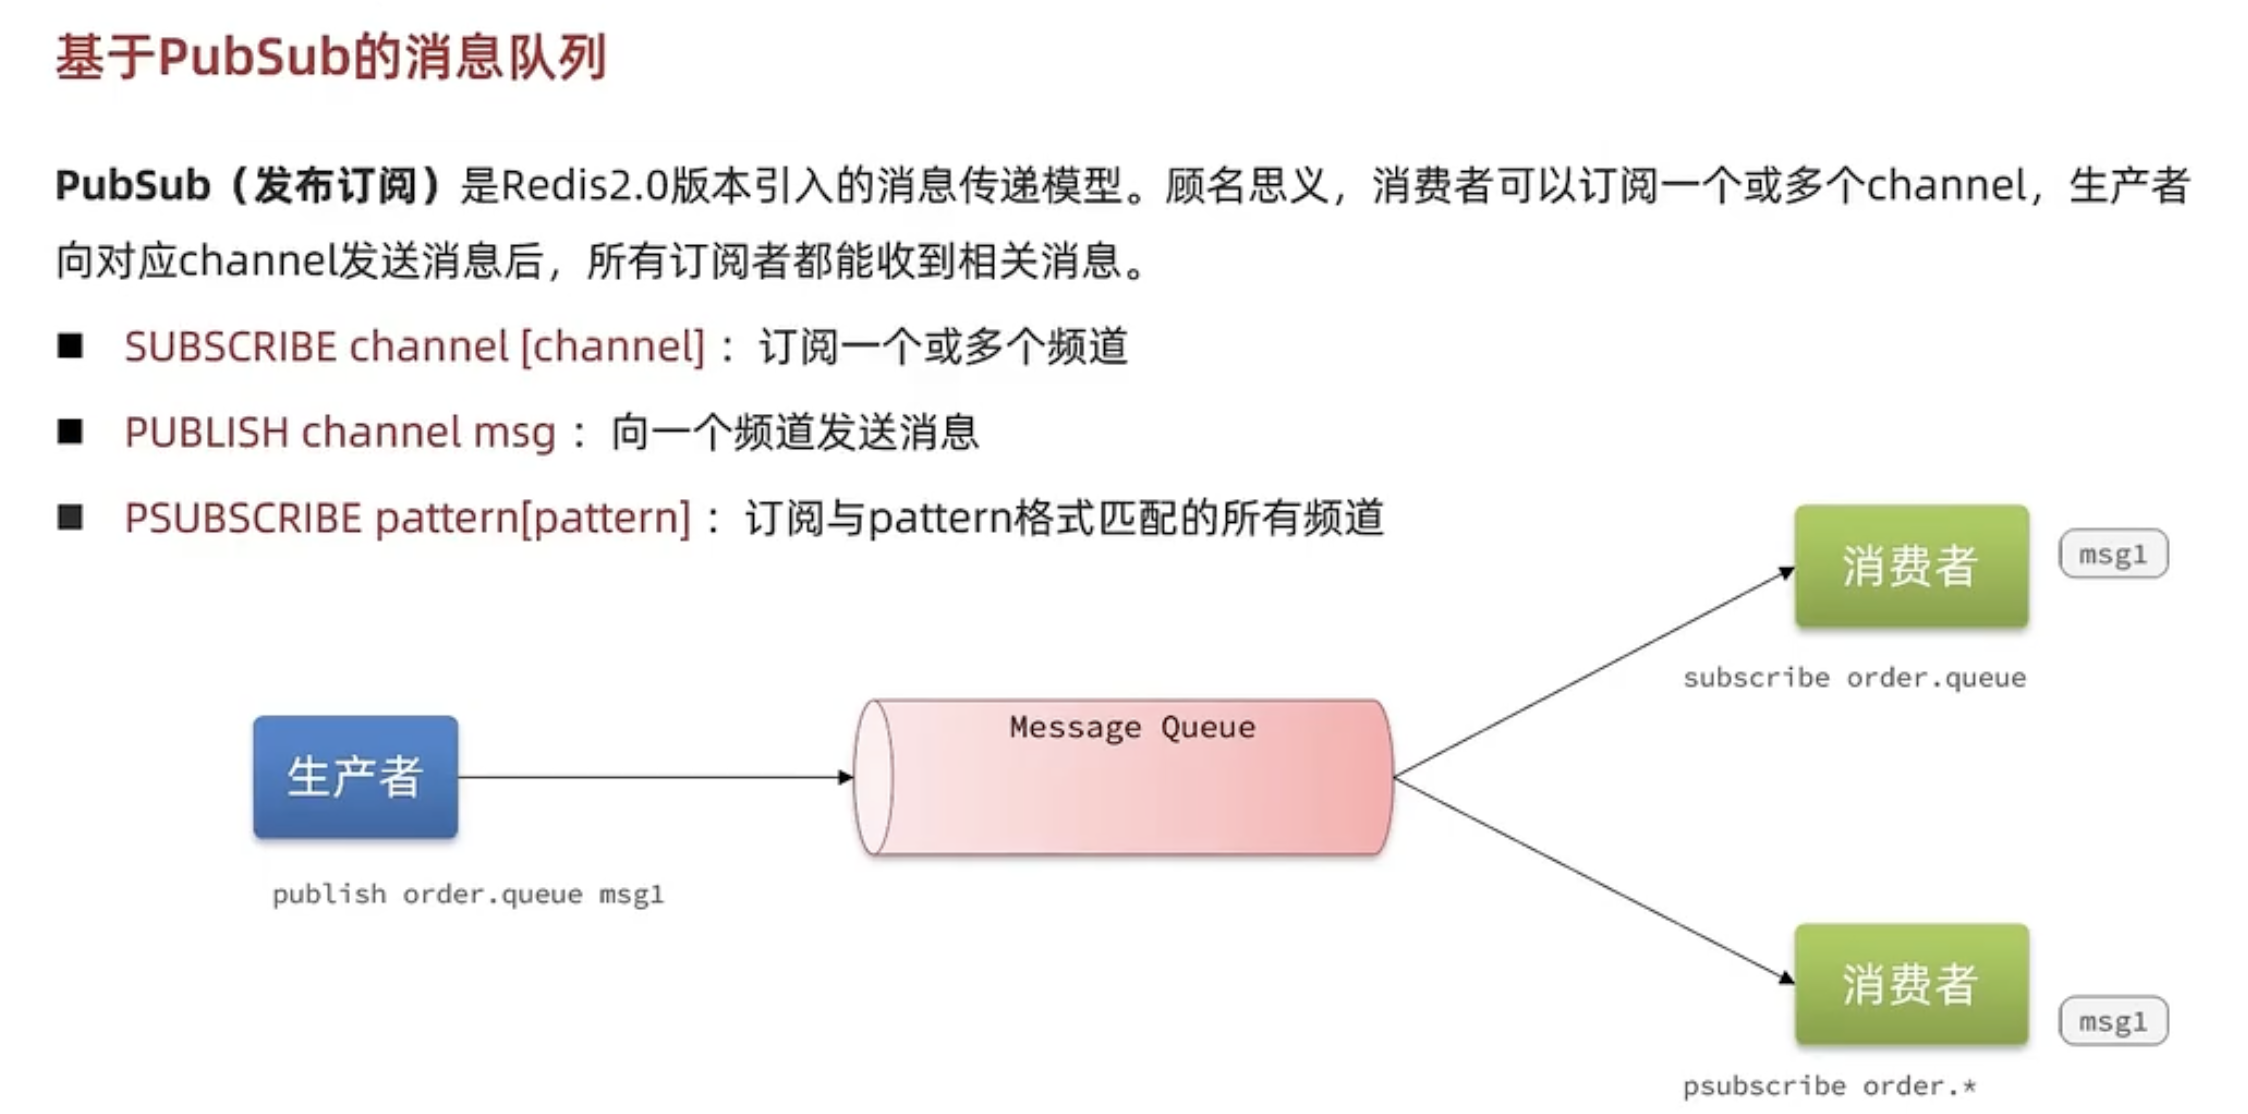 基于PubSub的消息队列
PubSub（发布订阅）是Redis2.0版本引入的消息传递模型。顾名思义，消费者可以订阅一个或多个channel，生产者
向对应channel发送消息后，所有订阅者都能收到相关消息。
■ SUBSCRIBE channel [channel] ：订阅一个或多个频道
■ PUBLISH channel msg ：向一个频道发送消息
■ PSUBSCRIBE pattern[pattern] ：订阅与pattern格式匹配的所有频道
消费者
msg1
subscribe order.queue
Message Queue
生产者
publish order.queue msg1
消费者
msg1
psubscribe order.*